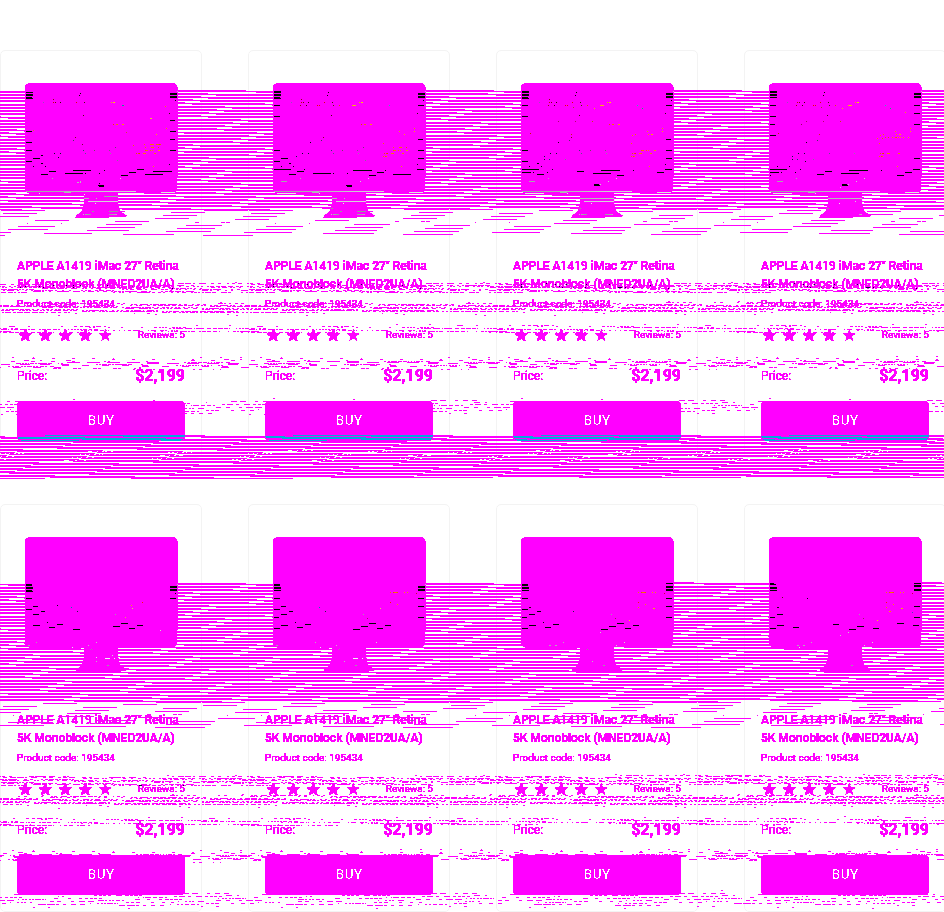 APPLE A1419 iMac 27" Retina APPLE A1419 iMac 27" Retina APPLE A1419 iMac 27" Retina APPLE A1419 iMac 27" Retina
5K Monoblock (MNED2UA/A) 5K Monoblock (MNED2UA/A) 5K Monoblock (MNED2UA/A) 5K Monoblock (MNED2UA/A)
Product code: 195434 Product code: 195434 Product code: 195434 Product code: 195434
Reviews: 5 Reviews: 5 Reviews: 5 Reviews: 5
Price: $2,199 Price: $2,199 Price: $2,199 Price: $2,199
BUY BUY BUY BUY
APPLE A1419 iMac 27" Retina APPLE A1419 iMac 27" Retina APPLE A1419 iMac 27" Retina APPLE A1419 iMac 27" Retina
5K Monoblock (MNED2UA/A) 5K Monoblock (MNED2UA/A) 5K Monoblock (MNED2UA/A) 5K Monoblock (MNED2UA/A)
Product code: 195434 Product code: 195434 Product code: 195434 Product code: 195434
Reviews: 5 Reviews: 5 Reviews: 5 Reviews: 5
Price: $2,199 Price: $2,199 Price: $2,199 Price: $2,199
BUY BUY BUY BUY